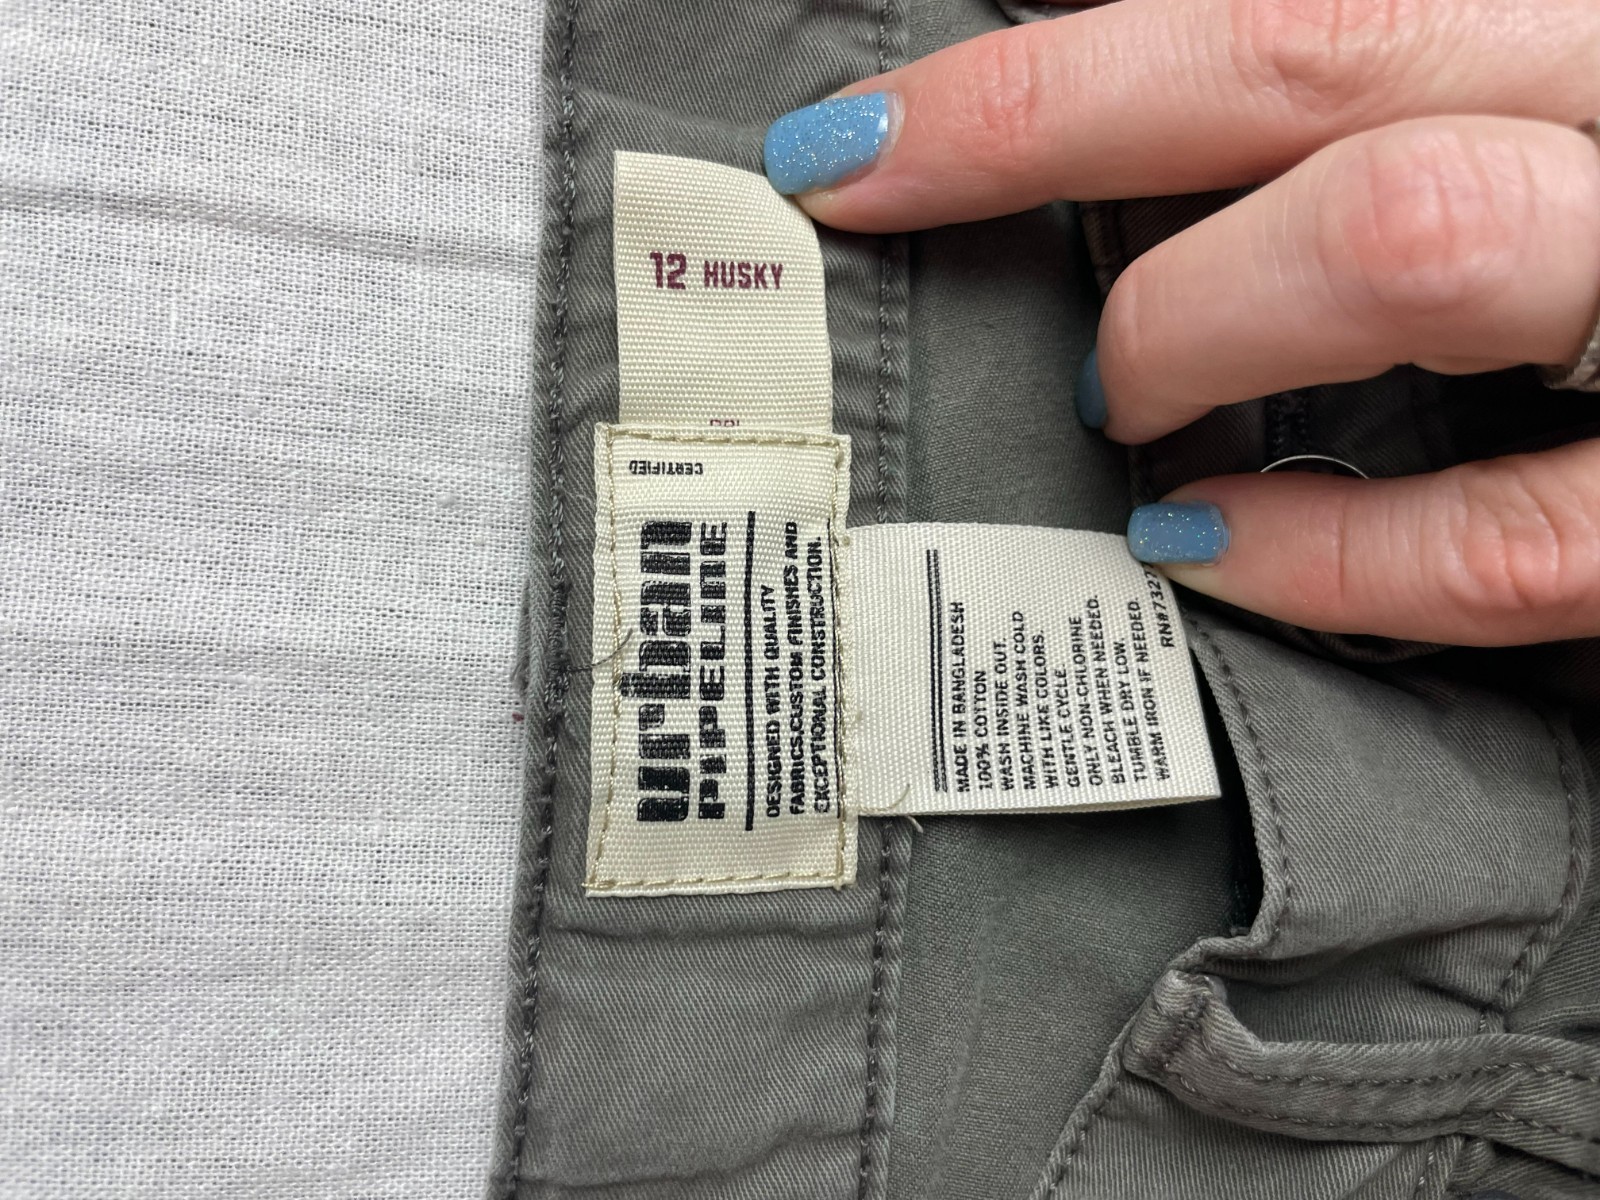 12 HUSKY
CERTIFIED
urban
PIPELINE
DESIGNED WITH QUALITY
FABRICS,CUSTOM FINISHES AND
EXCEPTIONAL CONSTRUCTION.
MADE IN BANGLADESH
100% COTTON
WASH INSIDE OUT.
MACHINE WASH COLD
WITH LIKE COLORS.
GENTLE CYCLE.
ONLY NON-CHLORINE
BLEACH WHEN NEEDED.
TUMBLE DRY LOW.
WARM IRON IF NEEDED
RN#7327